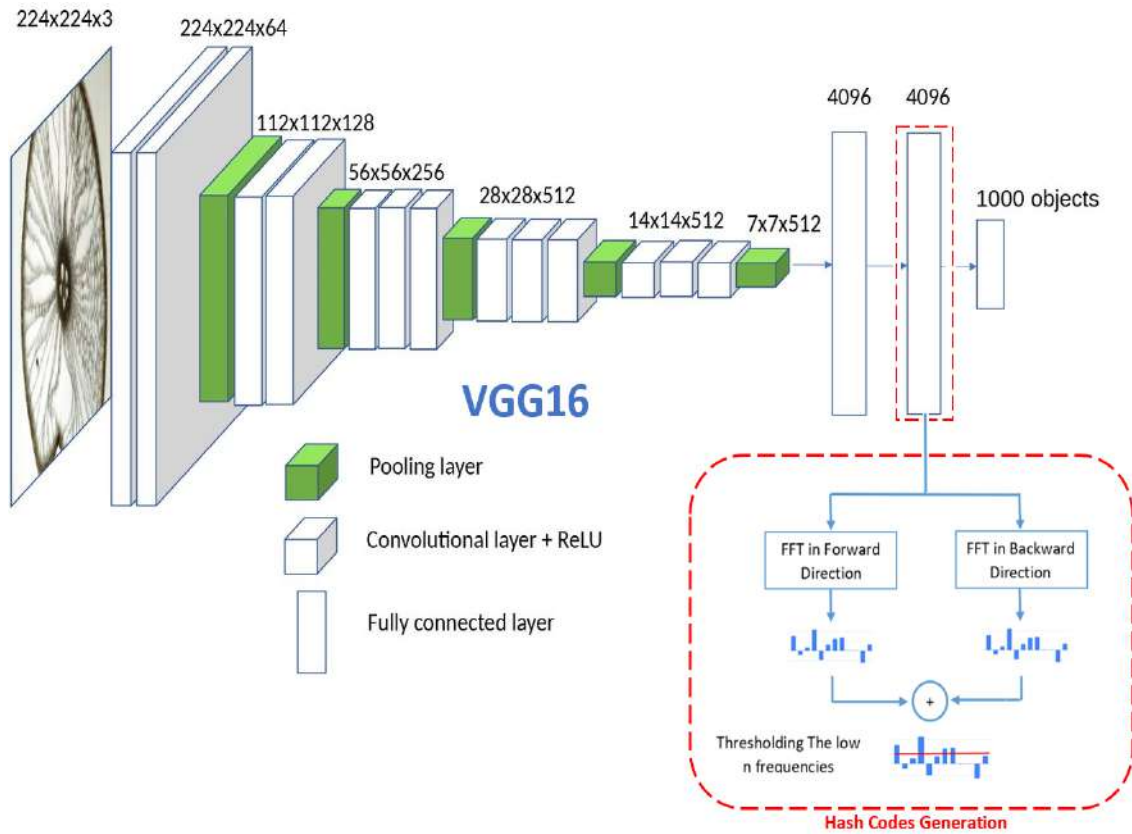 224x224x3
224x224x64
112x112x128
56x56x256
28x28x512
14x14x512
7x7x512
4096
4096
1000 objects
VGG16
Pooling layer
Convolutional layer + ReLU
Fully connected layer
FFT in Forward
Direction
FFT in Backward
Direction
+
Thresholding The low
n frequencies
Hash Codes Generation